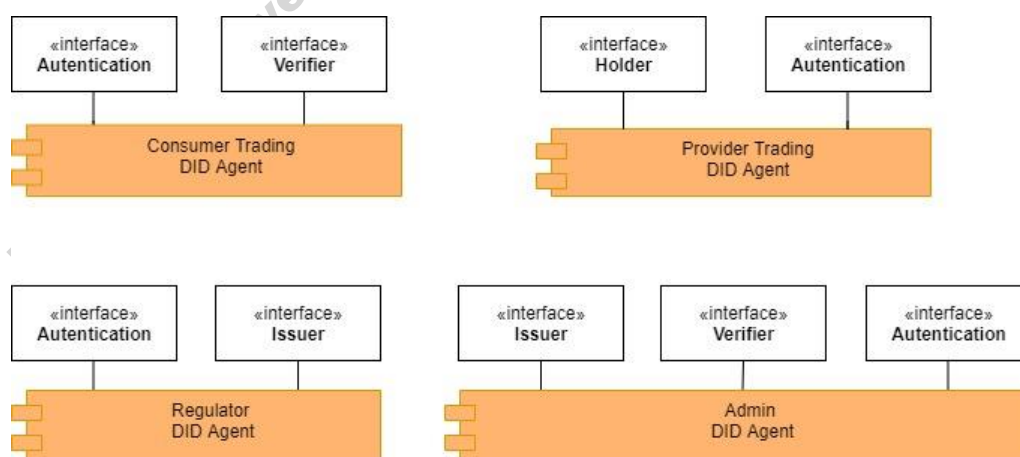 «interface»
Autentication
«interface»
Verifier
Consumer Trading
DID Agent
«interface»
Holder
«interface»
Autentication
Provider Trading
DID Agent
«interface»
Autentication
«interface»
Issuer
Regulator
DID Agent
«interface»
Issuer
«interface»
Verifier
«interface»
Autentication
Admin
DID Agent